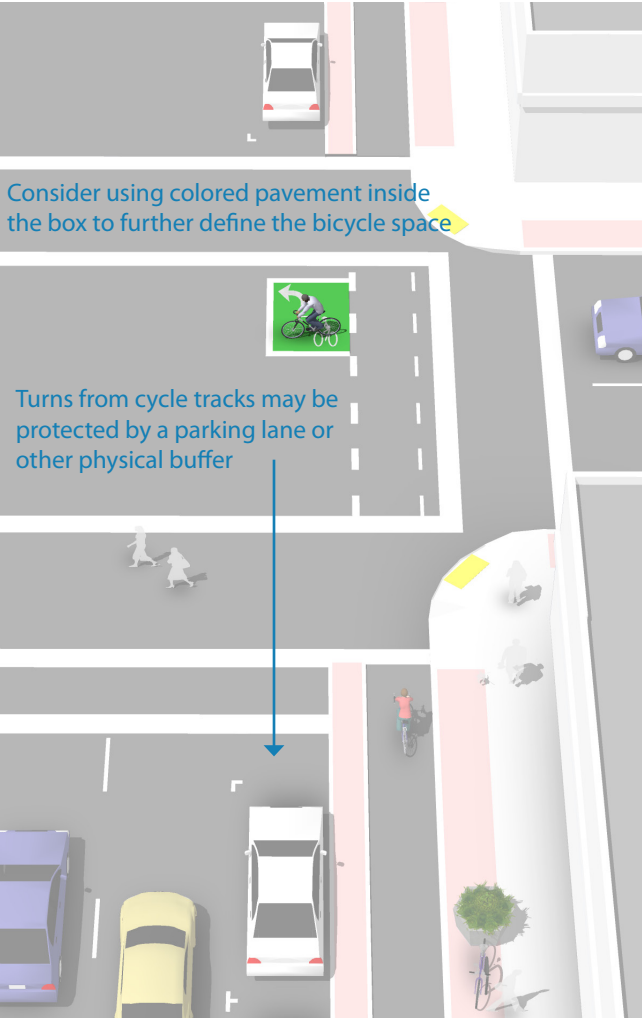 Consider using colored pavement inside
the box to further define the bicycle space
Turns from cycle tracks may be
protected by a parking lane or
other physical buffer